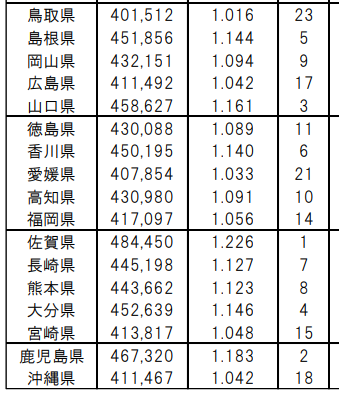 鳥取県 401,512 1.016 23
島根県 451,856 1.144 5
岡山県 432,151 1.094 9
広島県 411,492 1.042 17
山口県 458,627 1.161 3
徳島県 430,088 1.089 11
香川県 450,195 1.140 6
愛媛県 407,854 1.033 21
高知県 430,980 1.091 10
福岡県 417,097 1.056 14
佐賀県 484,450 1.226 1
長崎県 445,198 1.127 7
熊本県 443,662 1.123 8
大分県 452,639 1.146 4
宮崎県 413,817 1.048 15
鹿児島県 467,320 1.183 2
沖縄県 411,467 1.042 18